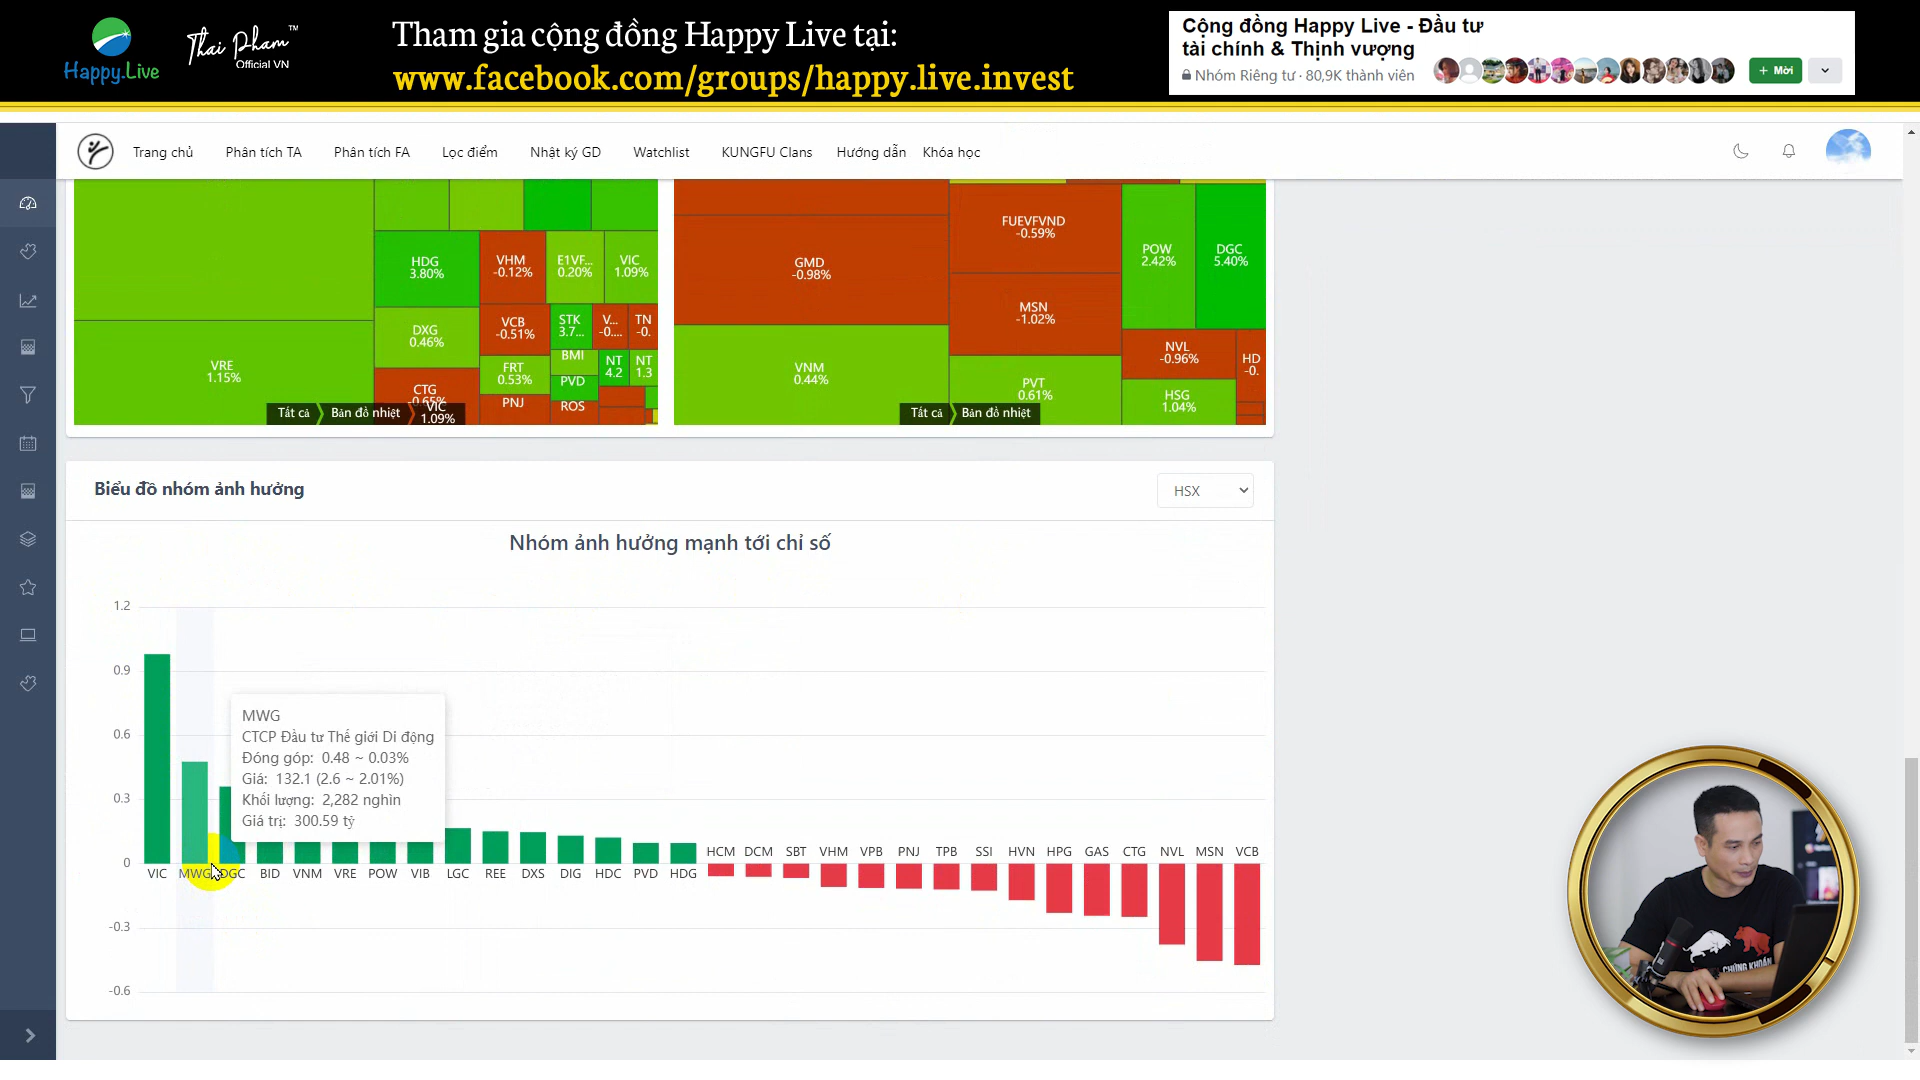 Happy.Live
Thai Pham™
Official VN
Tham gia cộng đồng Happy Live tại:
www.facebook.com/groups/happy.live.invest
Cộng đồng Happy Live - Đầu tư
tài chính & Thịnh vượng
Nhóm Riêng tư · 80,9K thành viên
+ Mời
Trang chủ
Phân tích TA
Phân tích FA
Lọc điểm
Nhật ký GD
Watchlist
KUNGFU Clans
Hướng dẫn
Khóa học
HDG
3.80%
VHM
-0.12%
E1VF...
0.20%
VIC
1.09%
DXG
0.46%
VCB
-0.51%
STK
3.7...
V...
-0....
TN
-0.
VRE
1.15%
FRT
0.53%
BMI
NT
4.2
NT
1.3
PVD
CTG
-0.65%
PNJ
ROS
Tất cả
Bản đồ nhiệt
VIC
1.09%
GMD
-0.98%
FUEVFVND
-0.59%
POW
2.42%
DGC
5.40%
MSN
-1.02%
NVL
-0.96%
HD
-0.
VNM
0.44%
PVT
0.61%
HSG
1.04%
Tất cả
Bản đồ nhiệt
Biểu đồ nhóm ảnh hưởng
HSX
Nhóm ảnh hưởng mạnh tới chỉ số
1.2
0.9
0.6
0.3
0
-0.3
-0.6
MWG
CTCP Đầu tư Thế giới Di động
Đóng góp: 0.48 ~ 0.03%
Giá: 132.1 (2.6 ~ 2.01%)
Khối lượng: 2,282 nghìn
Giá trị: 300.59 tỷ
VIC MWG DGC BID VNM VRE POW VIB LGC REE DXS DIG HDC PVD HDG
HCM DCM SBT VHM VPB PNJ TPB SSI HVN HPG GAS CTG NVL MSN VCB
CHỨNG KHOÁN